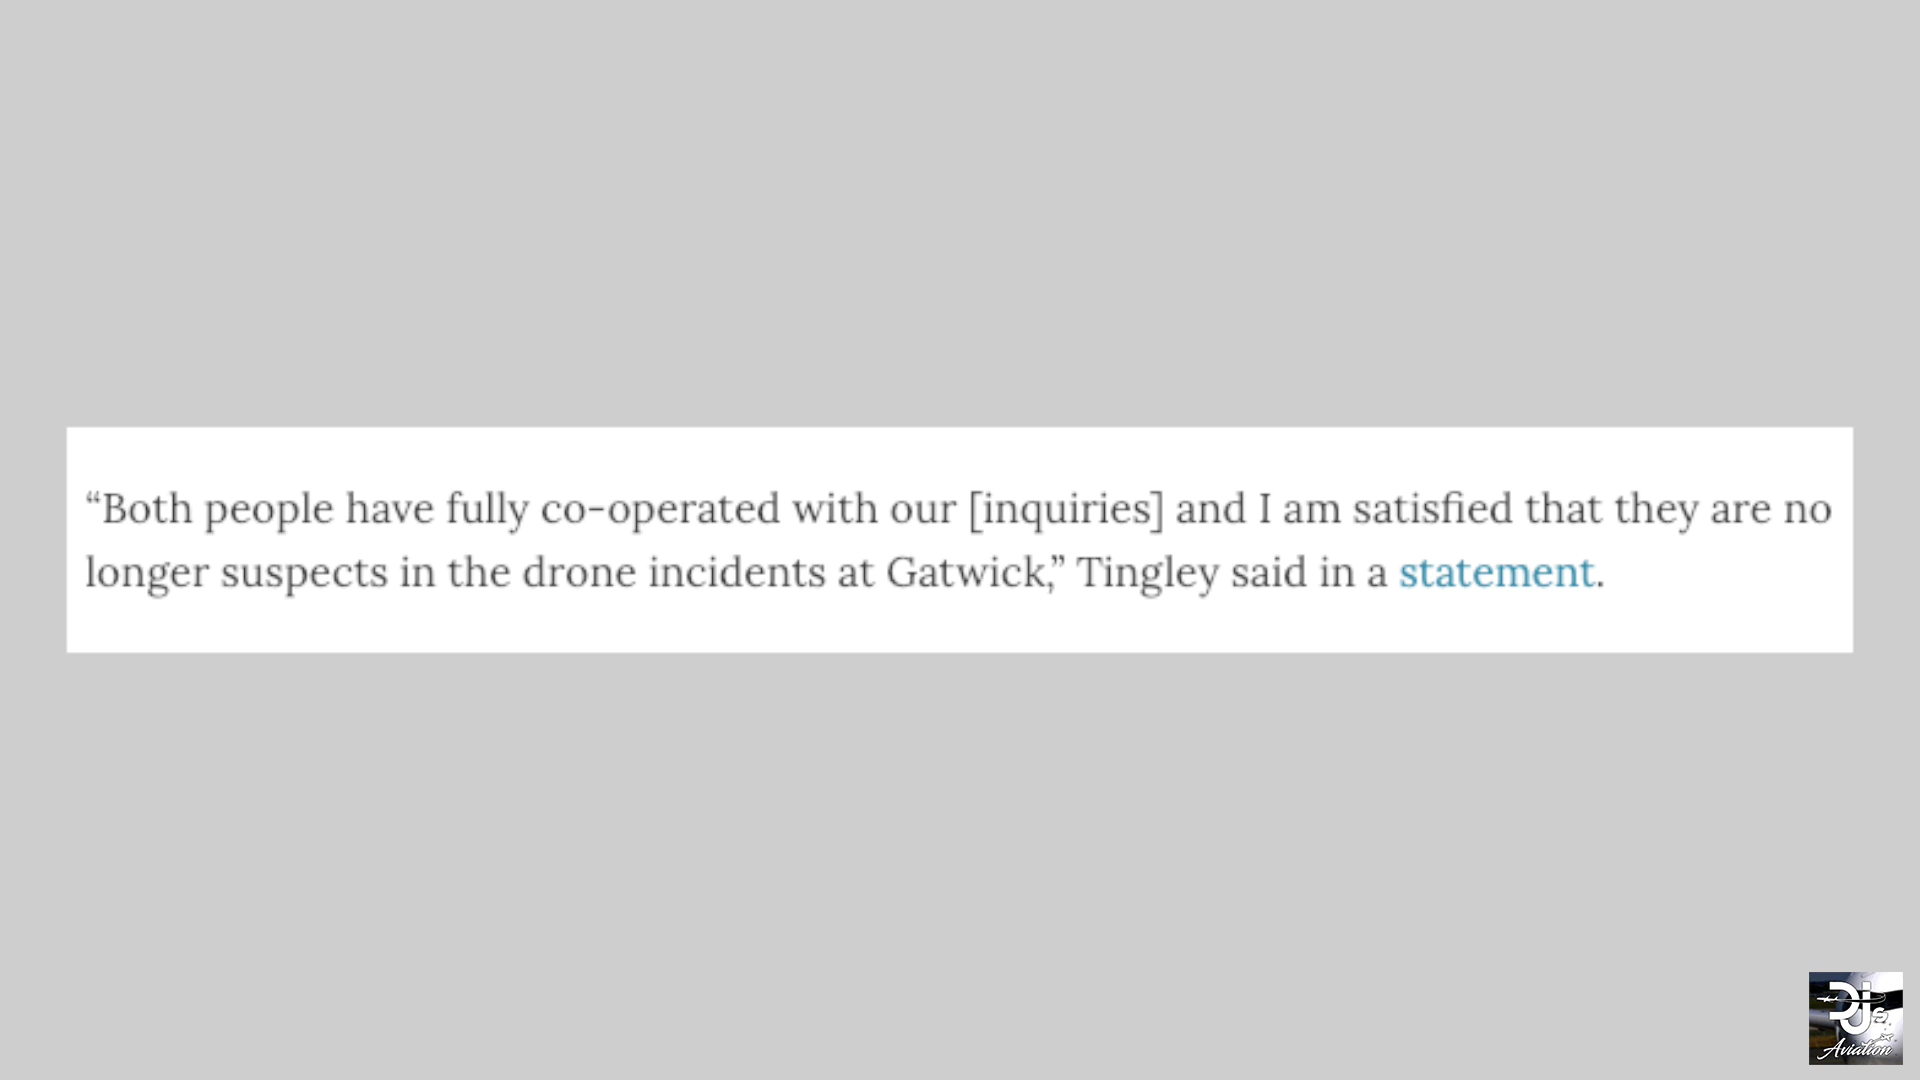 “Both people have fully co-operated with our [inquiries] and I am satisfied that they are no
longer suspects in the drone incidents at Gatwick,” Tingley said in a statement.
DJs
Aviation